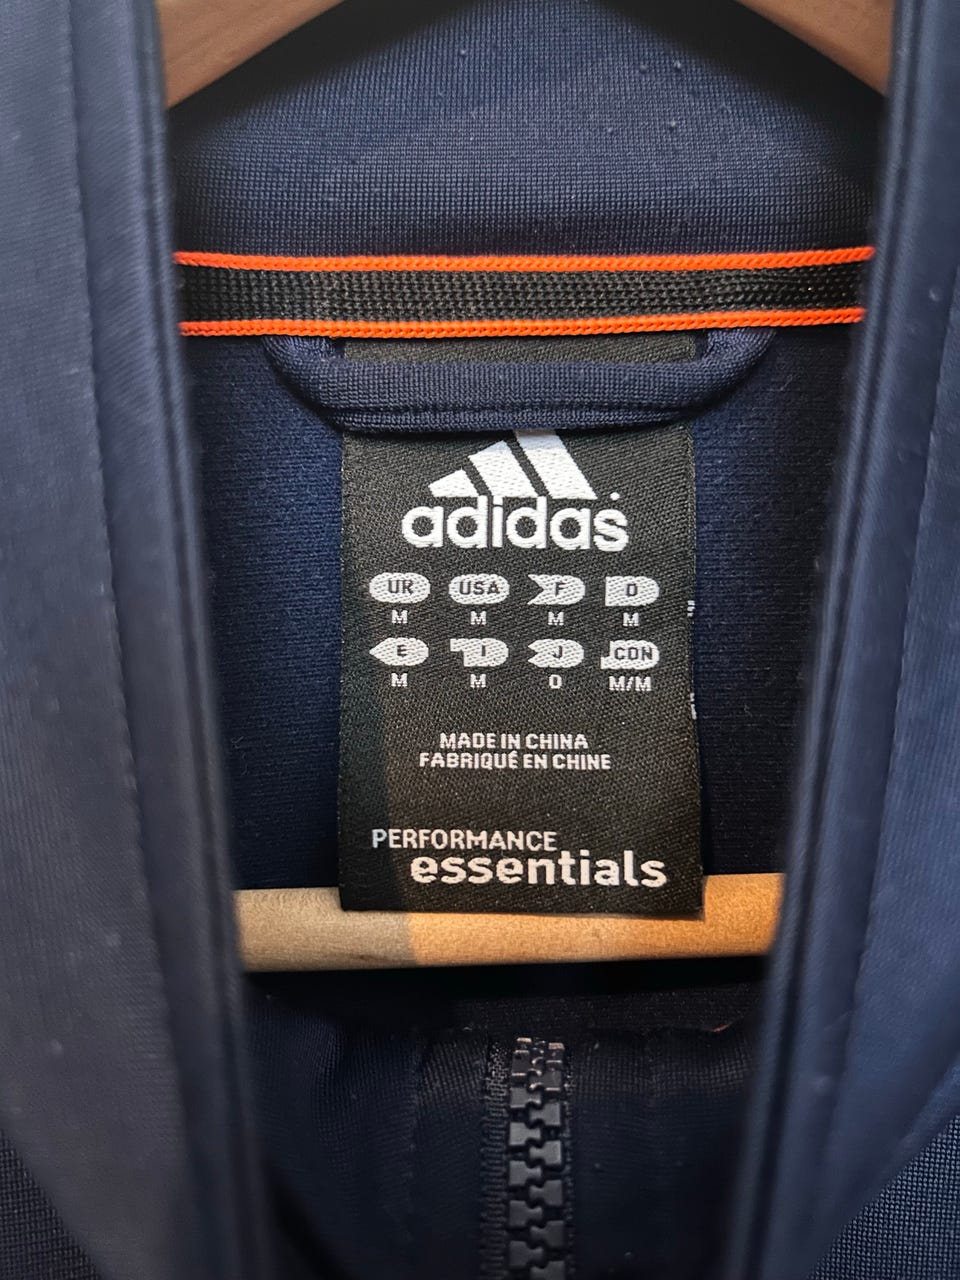 adidas
UK USA F D
M M M M
E I J CDN
M M O M/M
MADE IN CHINA
FABRIQUÉ EN CHINE
PERFORMANCE
essentials